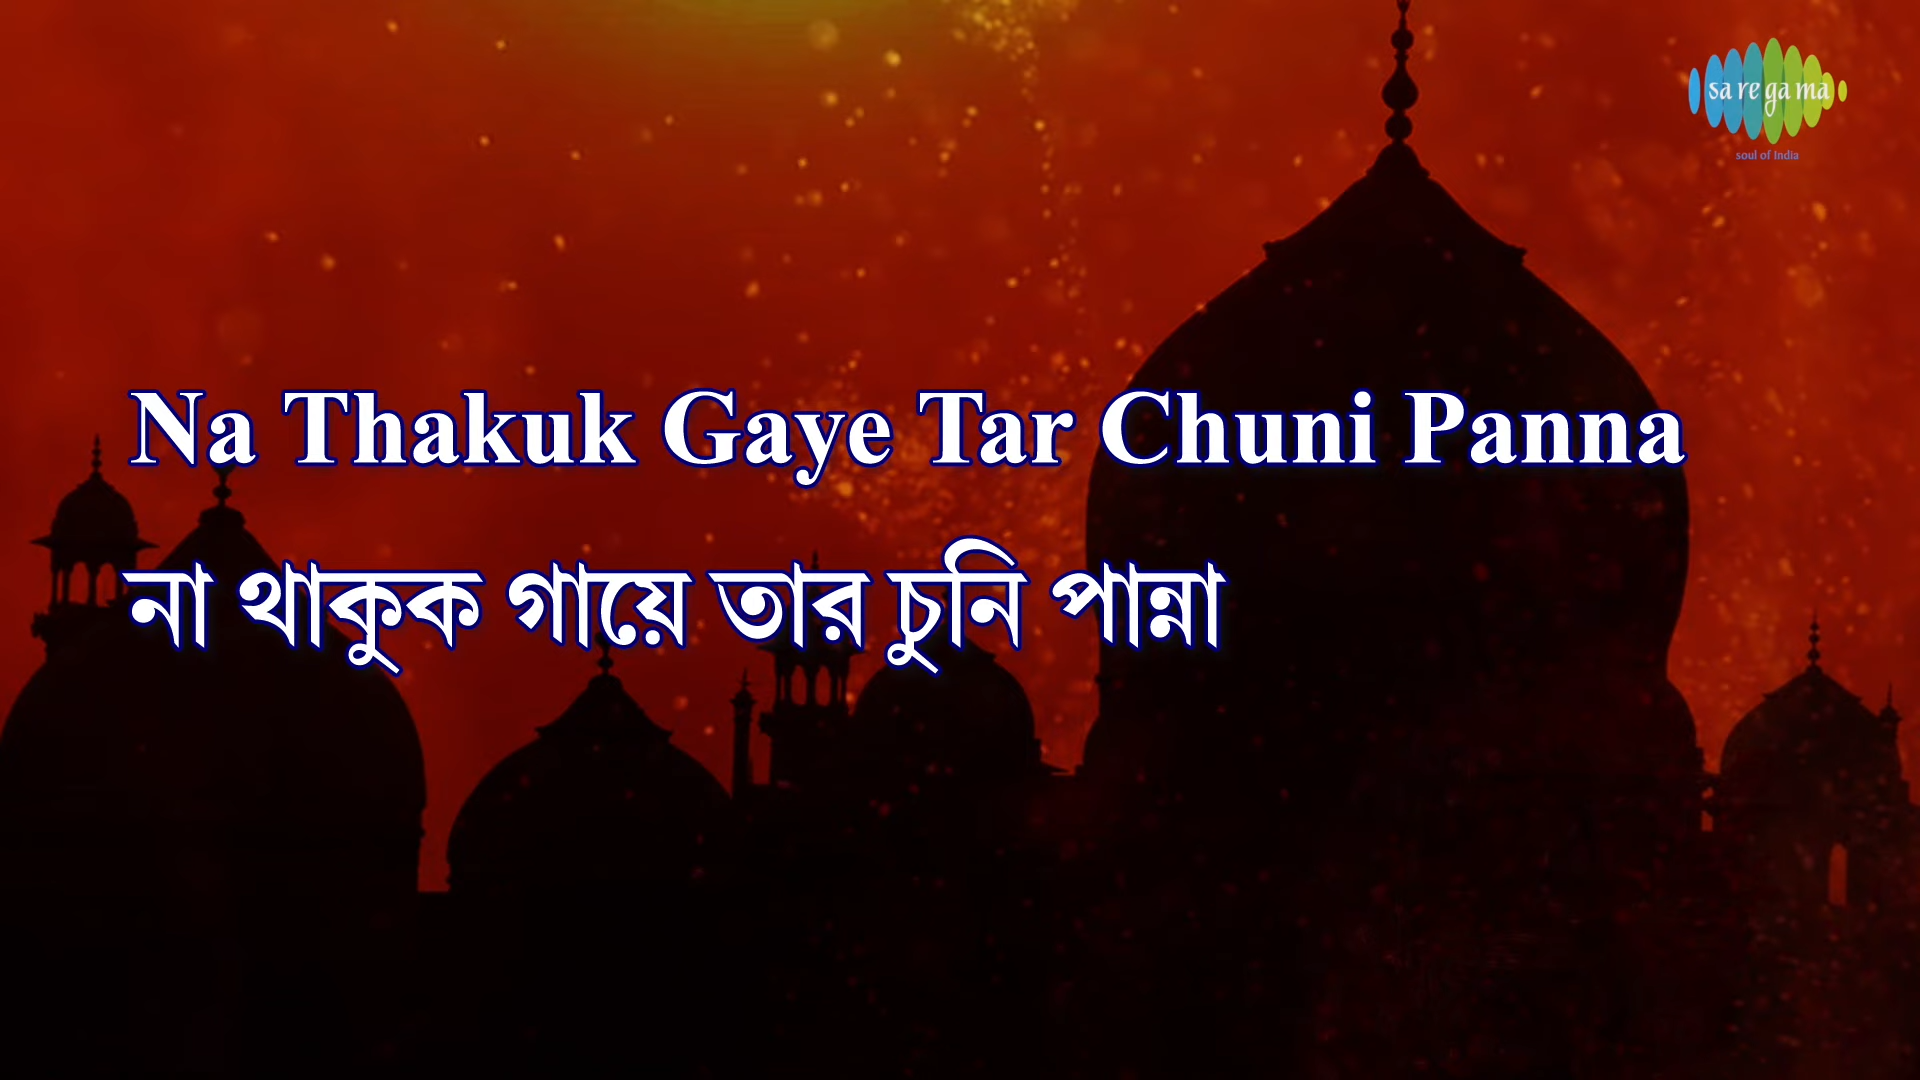 sa re ga ma
soul of India
Na Thakuk Gaye Tar Chuni Panna
না থাকুক গায়ে তার চুনি পান্না